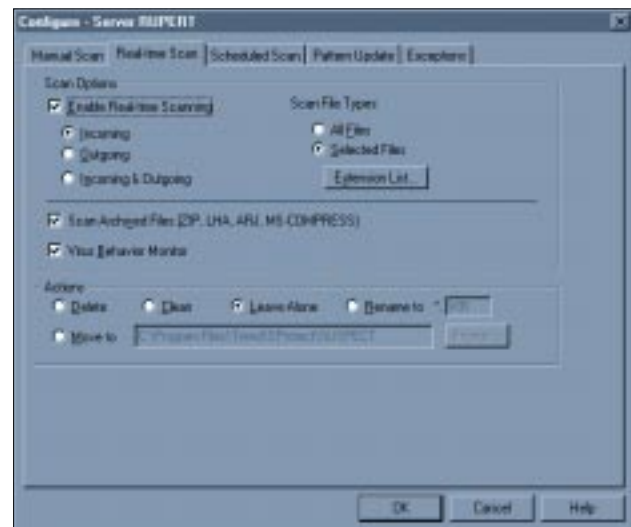 Configure - Server RUPERT
Manual Scan Real-time Scan Scheduled Scan Pattern Update Exceptions
Scan Options
Enable Real-time Scanning
Scan File Types:
Incoming
All Files
Outgoing
Selected Files
Incoming & Outgoing
Extension List...
Scan Archived Files (ZIP, LHA, ARJ, MS-COMPRESS)
Virus Behavior Monitor
Actions
Delete Clean Leave Alone Rename to
Move to
OK Cancel Help